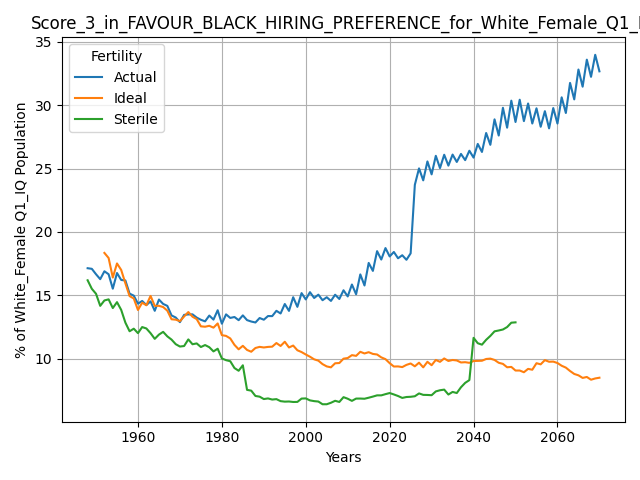 Score_3_in_FAVOUR_BLACK_HIRING_PREFERENCE_for_White_Female_Q1_I
Fertility
Actual
Ideal
Sterile
% of White_Female Q1_IQ Population
35
30
25
20
15
10
1960
1980
2000
2020
2040
2060
Years